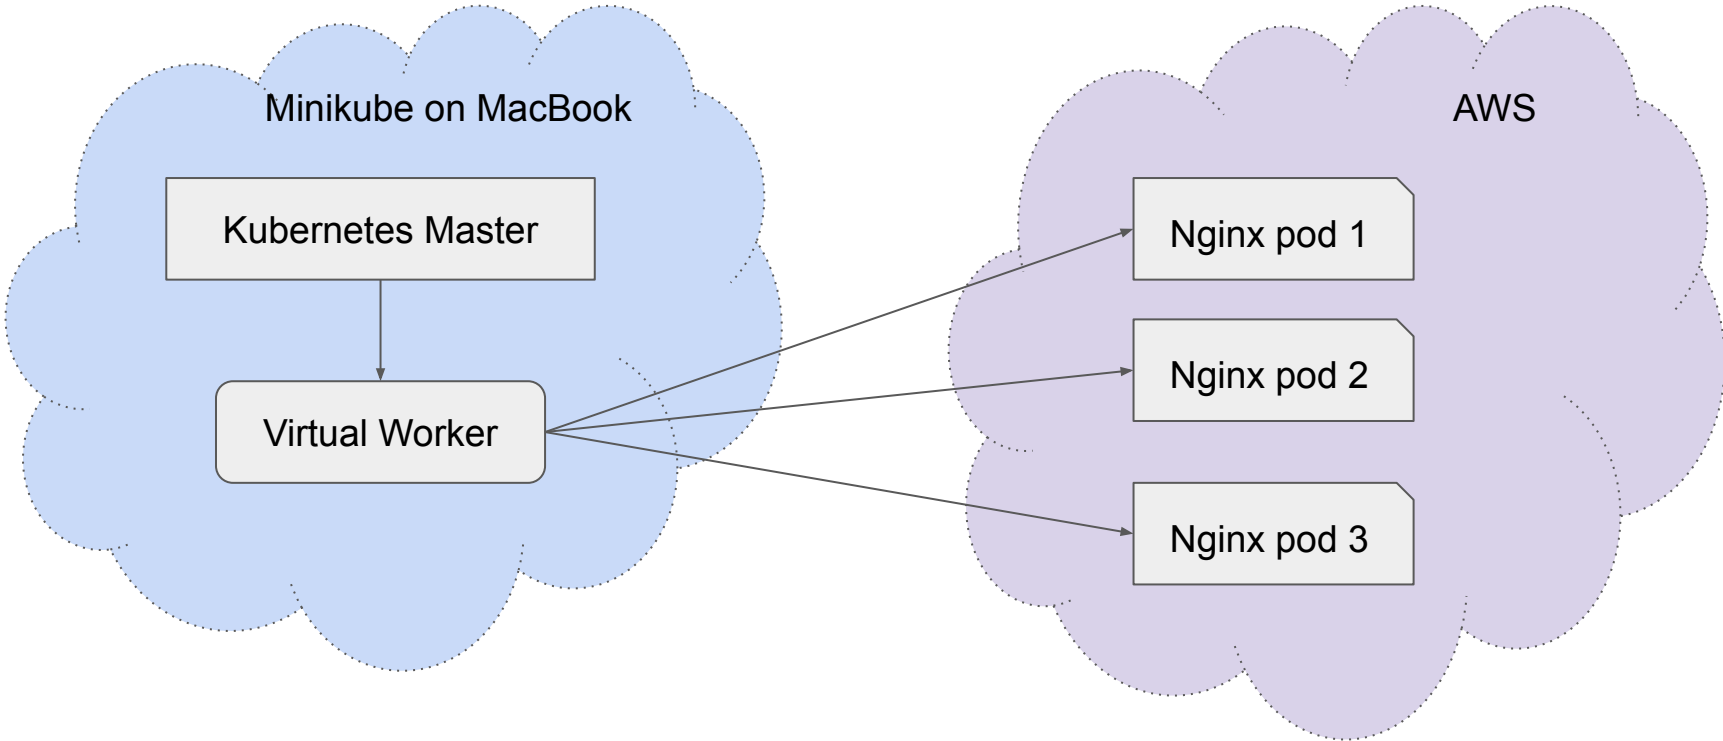 Minikube on MacBook
Kubernetes Master
Virtual Worker
AWS
Nginx pod 1
Nginx pod 2
Nginx pod 3